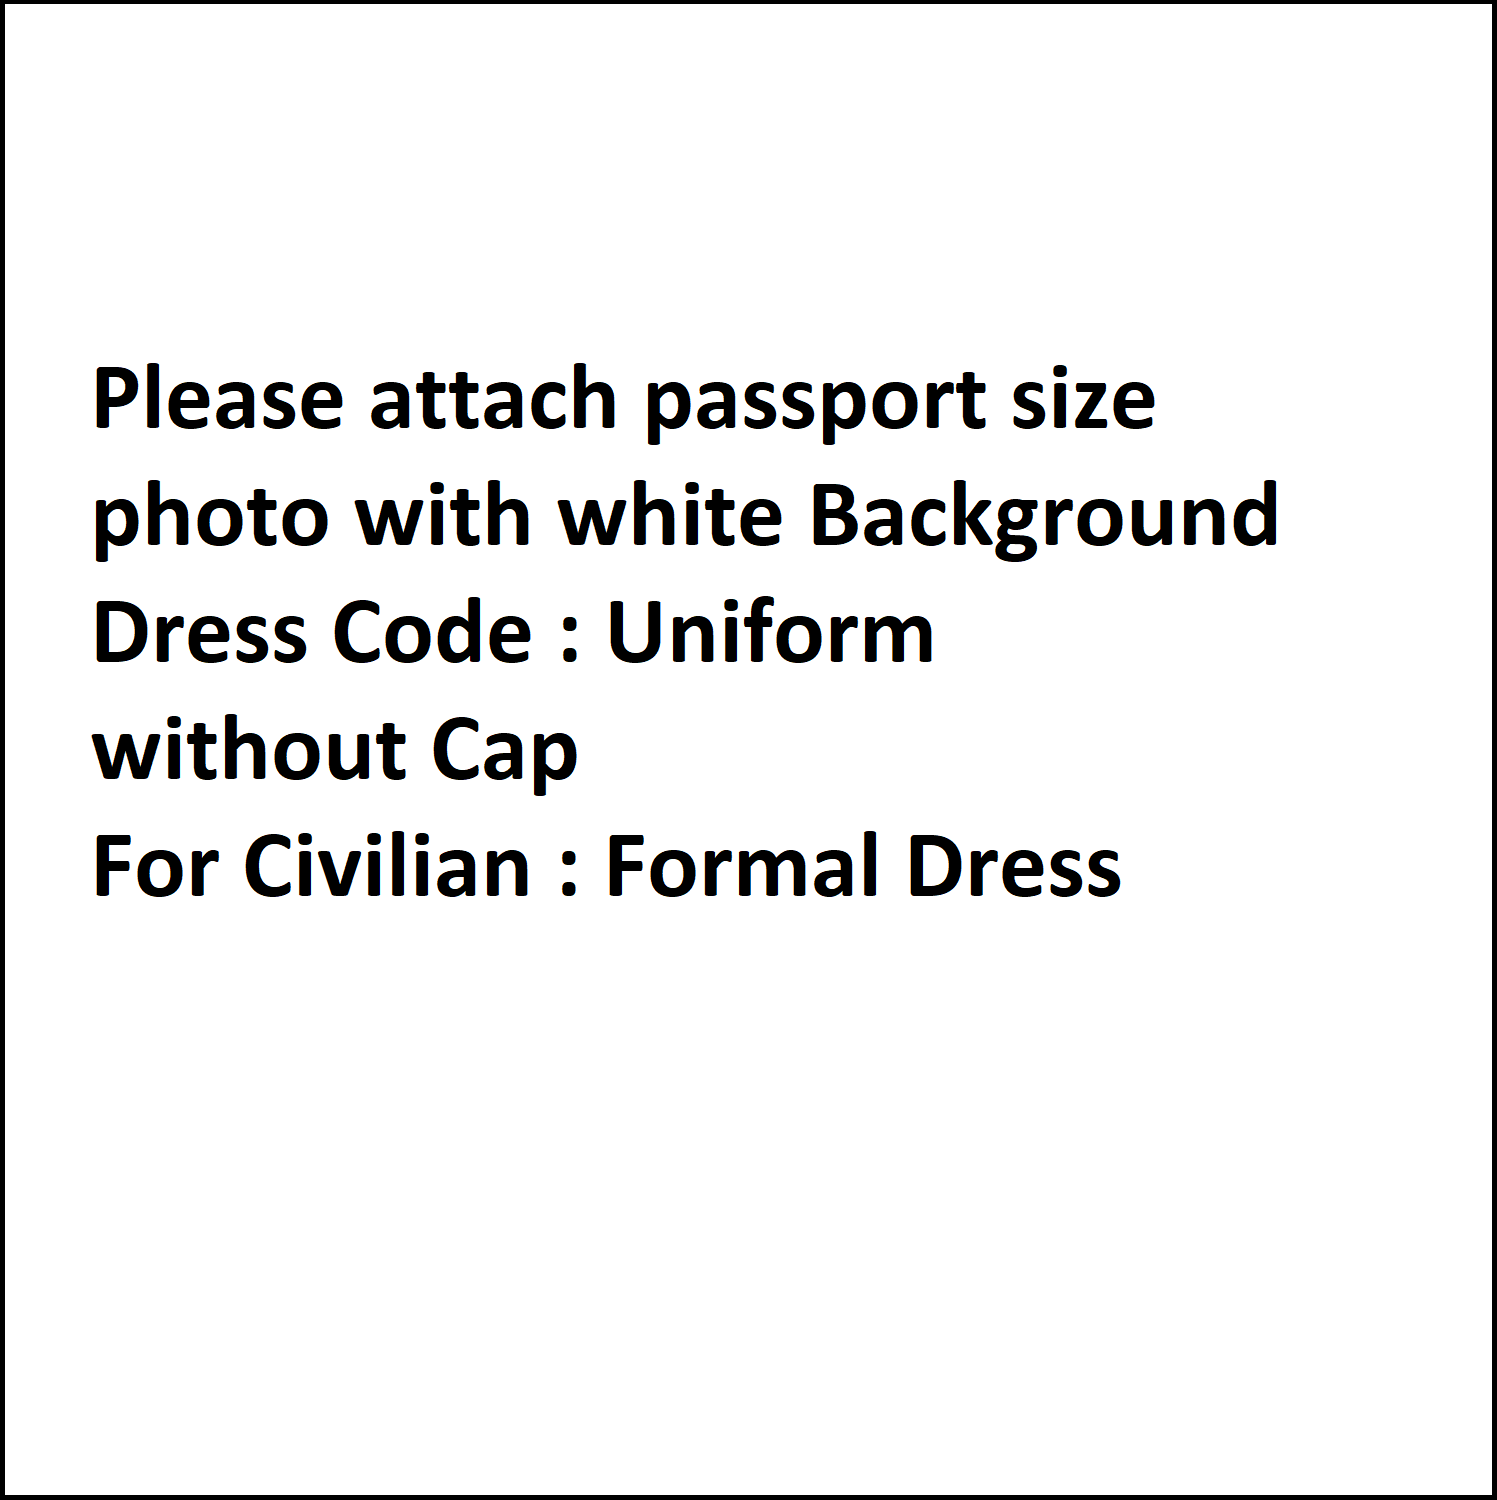 Please attach passport size
photo with white Background
Dress Code : Uniform
without Cap
For Civilian : Formal Dress